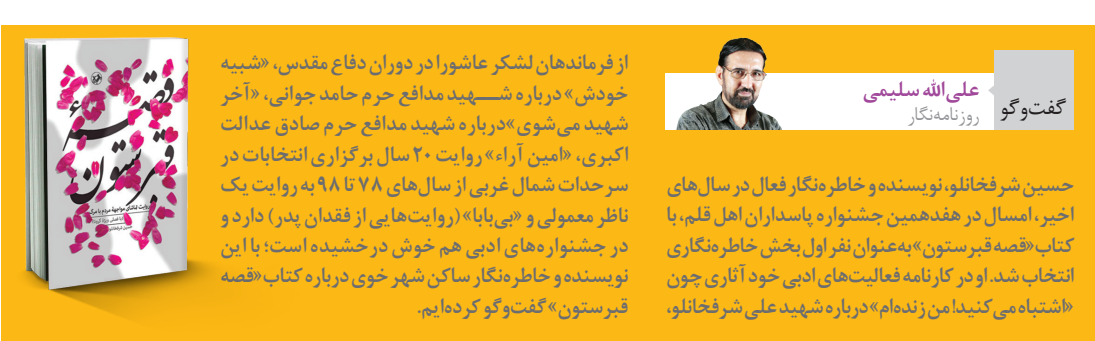 گفت‌وگو
علی‌الله سلیمی
روزنامه‌نگار
حسین شرفخانلو، نویسنده و خاطره‌نگار فعال در سال‌های
اخیر، امسال در هفدهمین جشنواره پاسداران اهل قلم، با
کتاب «قصه قبرستون» به‌عنوان نفر اول بخش خاطره‌نگاری
انتخاب شد. او در کارنامه فعالیت‌های ادبی خود آثاری چون
«اشتباه می‌کنید! من زنده‌ام» درباره شهید علی شرفخانلو،
از فرماندهان لشکر عاشورا در دوران دفاع مقدس، «شبیه
خودش» درباره شـــهید مدافع حرم حامد جوانی، «آخر
شهید می‌شوی» درباره شهید مدافع حرم صادق عدالت
اکبری، «امین آراء» روایت ۲۰ سال برگزاری انتخابات در
سرحدات شمال غربی از سال‌های ۷۸ تا ۹۸ به روایت یک
ناظر معمولی و «بی‌بابا» (روایت‌هایی از فقدان پدر) دارد و
در جشنواره‌های ادبی هم خوش درخشیده است؛ با این
نویسنده و خاطره‌نگار ساکن شهر خوی درباره کتاب «قصه
قبرستون» گفت‌وگو کرده‌ایم.
قصهٔ
قبرستون